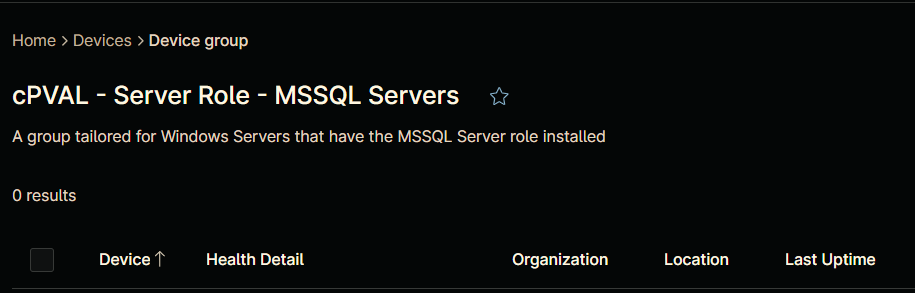 Home > Devices > Device group
cPVAL - Server Role - MSSQL Servers
A group tailored for Windows Servers that have the MSSQL Server role installed
0 results
Device ↑ Health Detail Organization Location Last Uptime